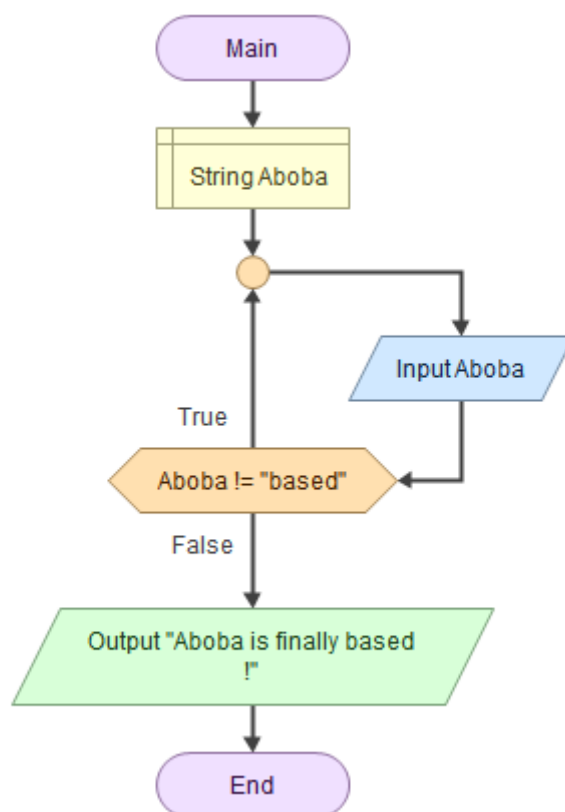 Main
String Aboba
Input Aboba
True
Aboba != "based"
False
Output "Aboba is finally based
!"
End